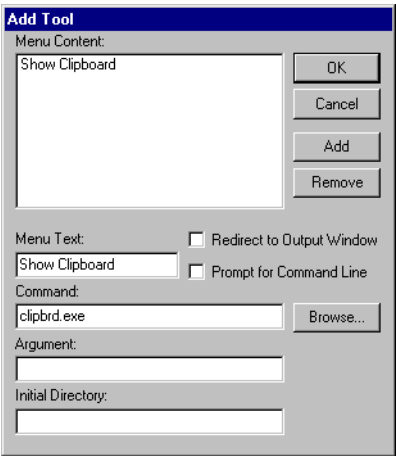 Add Tool
Menu Content:
Show Clipboard
OK
Cancel
Add
Remove
Menu Text:
Redirect to Output Window
Show Clipboard
Prompt for Command Line
Command:
clipbrd.exe
Browse...
Argument:
Initial Directory: